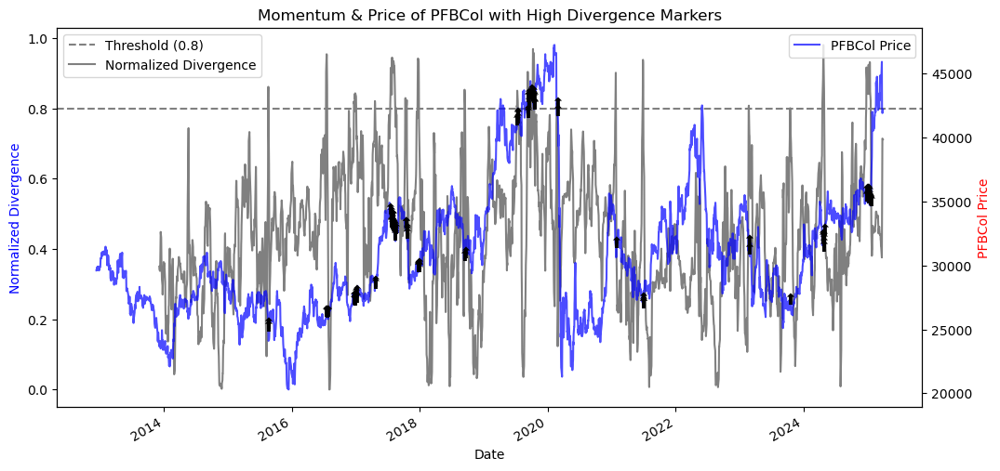 Momentum & Price of PFBCol with High Divergence Markers
Threshold (0.8)
Normalized Divergence
PFBCol Price
1.0
0.8
0.6
0.4
0.2
0.0
Normalized Divergence
45000
40000
35000
30000
25000
20000
PFBCol Price
2014
2016
2018
2020
2022
2024
Date